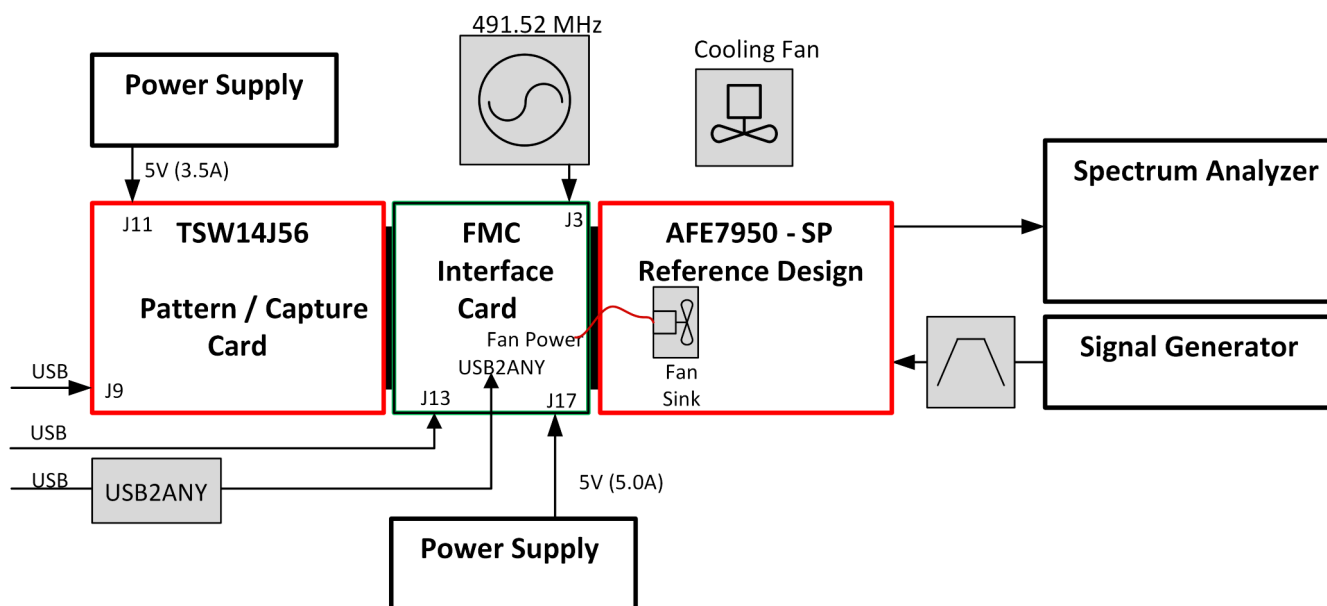 491.52 MHz
Cooling Fan
Power Supply
5V (3.5A)
Spectrum Analyzer
J11
TSW14J56
Pattern / Capture
Card
J9
J3
FMC
Interface
Card
Fan Power
USB2ANY
J13
J17
AFE7950 - SP
Reference Design
Fan
Sink
Signal Generator
USB
USB
USB
USB2ANY
5V (5.0A)
Power Supply